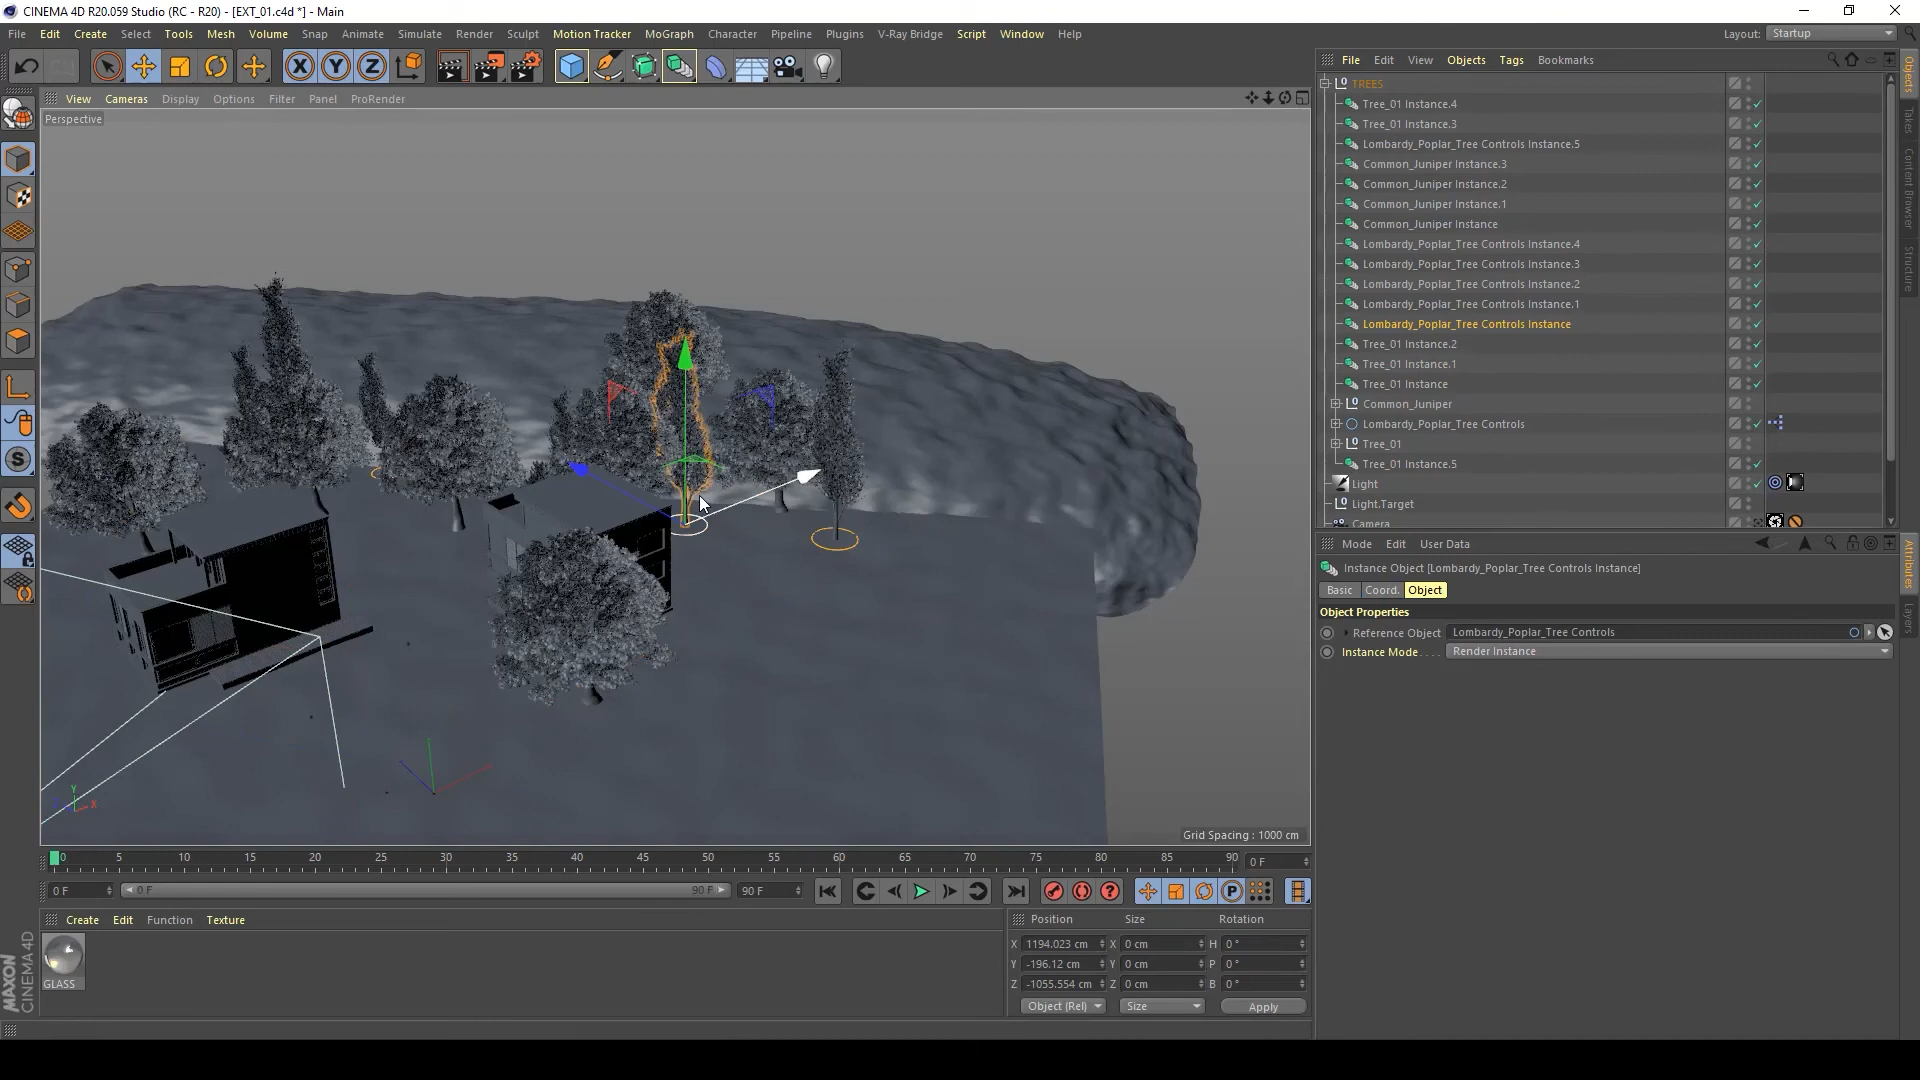 CINEMA 4D R20.059 Studio (RC - R20) - [EXT_01.c4d *] - Main
File Edit Create Select Tools Mesh Volume Snap Animate Simulate Render Sculpt Motion Tracker MoGraph Character Pipeline Plugins V-Ray Bridge Script Window Help Layout: Startup
X Y Z
File Edit View Objects Tags Bookmarks
View Cameras Display Options Filter Panel ProRender
Perspective
TREES
Tree_01 Instance.4
Tree_01 Instance.3
Lombardy_Poplar_Tree Controls Instance.5
Common_Juniper Instance.3
Common_Juniper Instance.2
Common_Juniper Instance.1
Common_Juniper Instance
Lombardy_Poplar_Tree Controls Instance.4
Lombardy_Poplar_Tree Controls Instance.3
Lombardy_Poplar_Tree Controls Instance.2
Lombardy_Poplar_Tree Controls Instance.1
Lombardy_Poplar_Tree Controls Instance
Tree_01 Instance.2
Tree_01 Instance.1
Tree_01 Instance
Common_Juniper
Lombardy_Poplar_Tree Controls
Tree_01
Tree_01 Instance.5
Light
Light.Target
Camera
Objects
Takes
Content Browser
Structure
Mode Edit User Data
Instance Object [Lombardy_Poplar_Tree Controls Instance]
Basic Coord. Object
Object Properties
Reference Object Lombardy_Poplar_Tree Controls
Instance Mode.... Render Instance
Attributes
Layers
Y
Z X
Grid Spacing : 1000 cm
0 5 10 15 20 25 30 35 40 45 50 55 60 65 70 75 80 85 90 0 F
0 F 0 F 90 F 90 F
Create Edit Function Texture
GLASS
MAXON
CINEMA 4D
Position Size Rotation
X 1194.023 cm X 0 cm H 0 °
Y -196.12 cm Y 0 cm P 0 °
Z -1055.554 cm Z 0 cm B 0 °
Object (Rel) Size Apply